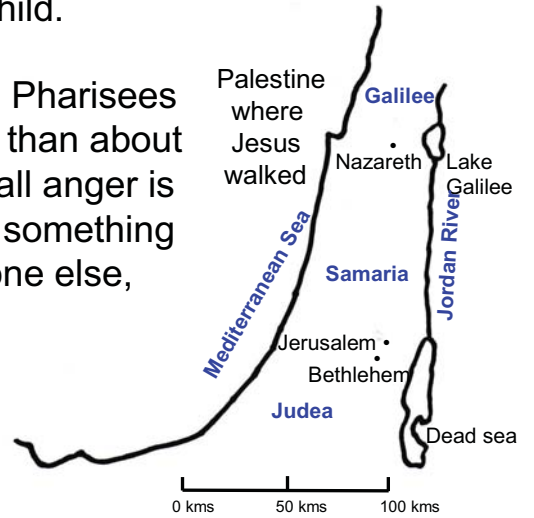 hild.
Pharisees
than about
all anger is
something
one else,
Palestine
where
Jesus
walked
Galilee
Nazareth
Lake
Galilee
Mediterranean Sea
Jordan River
Samaria
Jerusalem
Bethlehem
Judea
Dead sea
0 kms 50 kms 100 kms